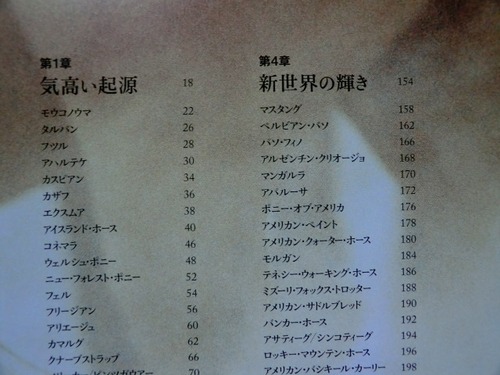 第1章
気高い起源 18
モウコノウマ 22
タルパン 26
フツル 28
アハルテケ 30
カスピアン 34
カザフ 36
エクスムア 38
アイスランド・ホース 40
コネマラ 46
ウェルシュ・ポニー 48
ニュー・フォレスト・ポニー 52
フェル 54
フリージアン 56
アリエージュ 60
カマルグ 62
クナーブストラップ 66
70
第4章
新世界の輝き 154
マスタング 158
ペルビアン・パソ 162
パソ・フィノ 166
アルゼンチン・クリオージョ 168
マンガルラ 170
アパルーサ 172
ポニー・オブ・アメリカ 176
アメリカン・ペイント 178
アメリカン・クォーター・ホース 180
モルガン 184
テネシー・ウォーキング・ホース 186
ミズーリ・フォックス・トロッター 188
アメリカン・サドルブレッド 190
バンカー・ホース 192
アサティーグ/シンコティーグ 194
ロッキー・マウンテン・ホース 196
アメリカン・バシキール・カーリー 198